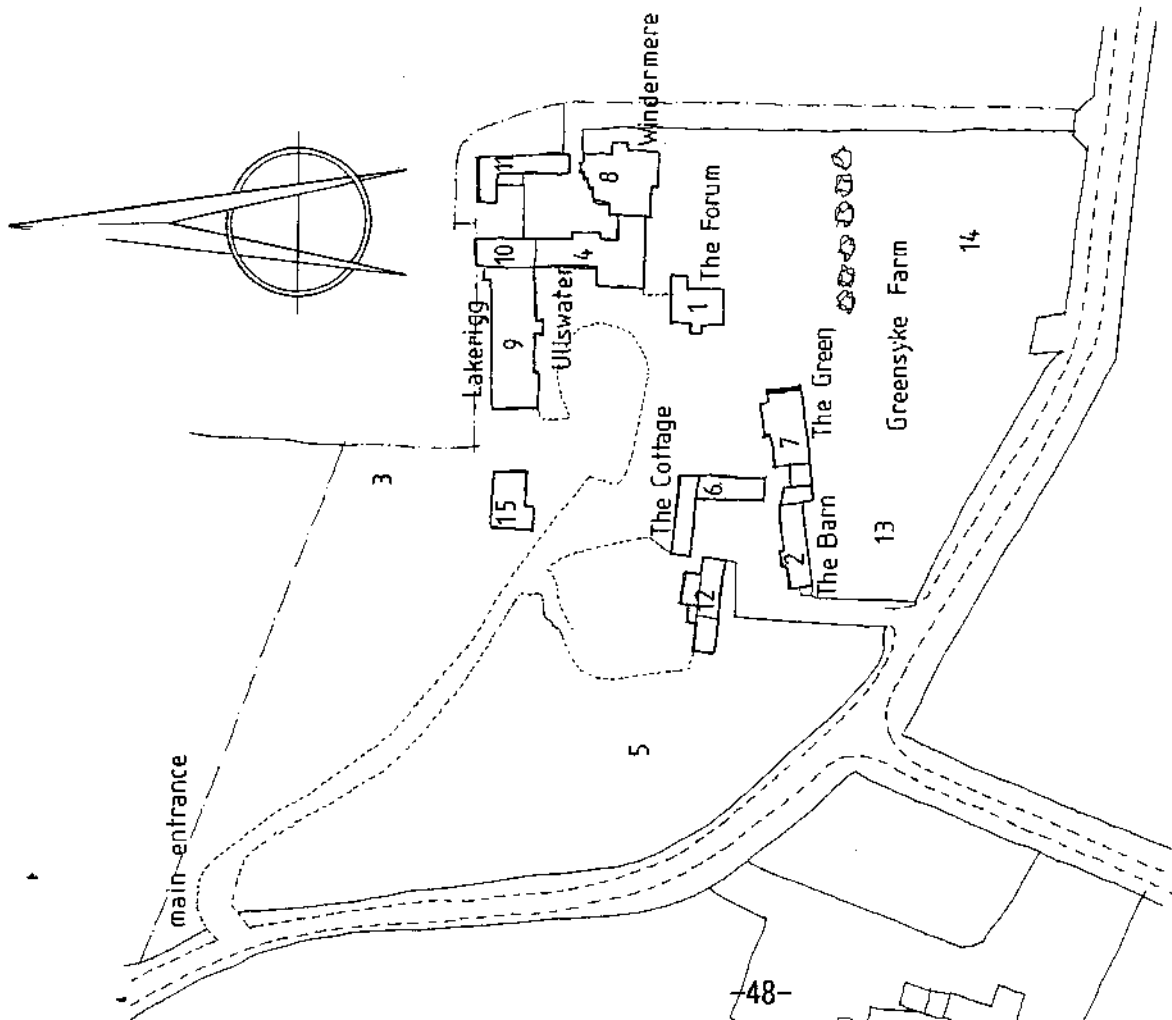 main entrance
3
5
Lakerigg
15
9
10
11
Ullswater
4
8
Windermere
The Cottage
6
12
1
The Forum
2
The Barn
7
The Green
13
Greensyke Farm
14
-48-